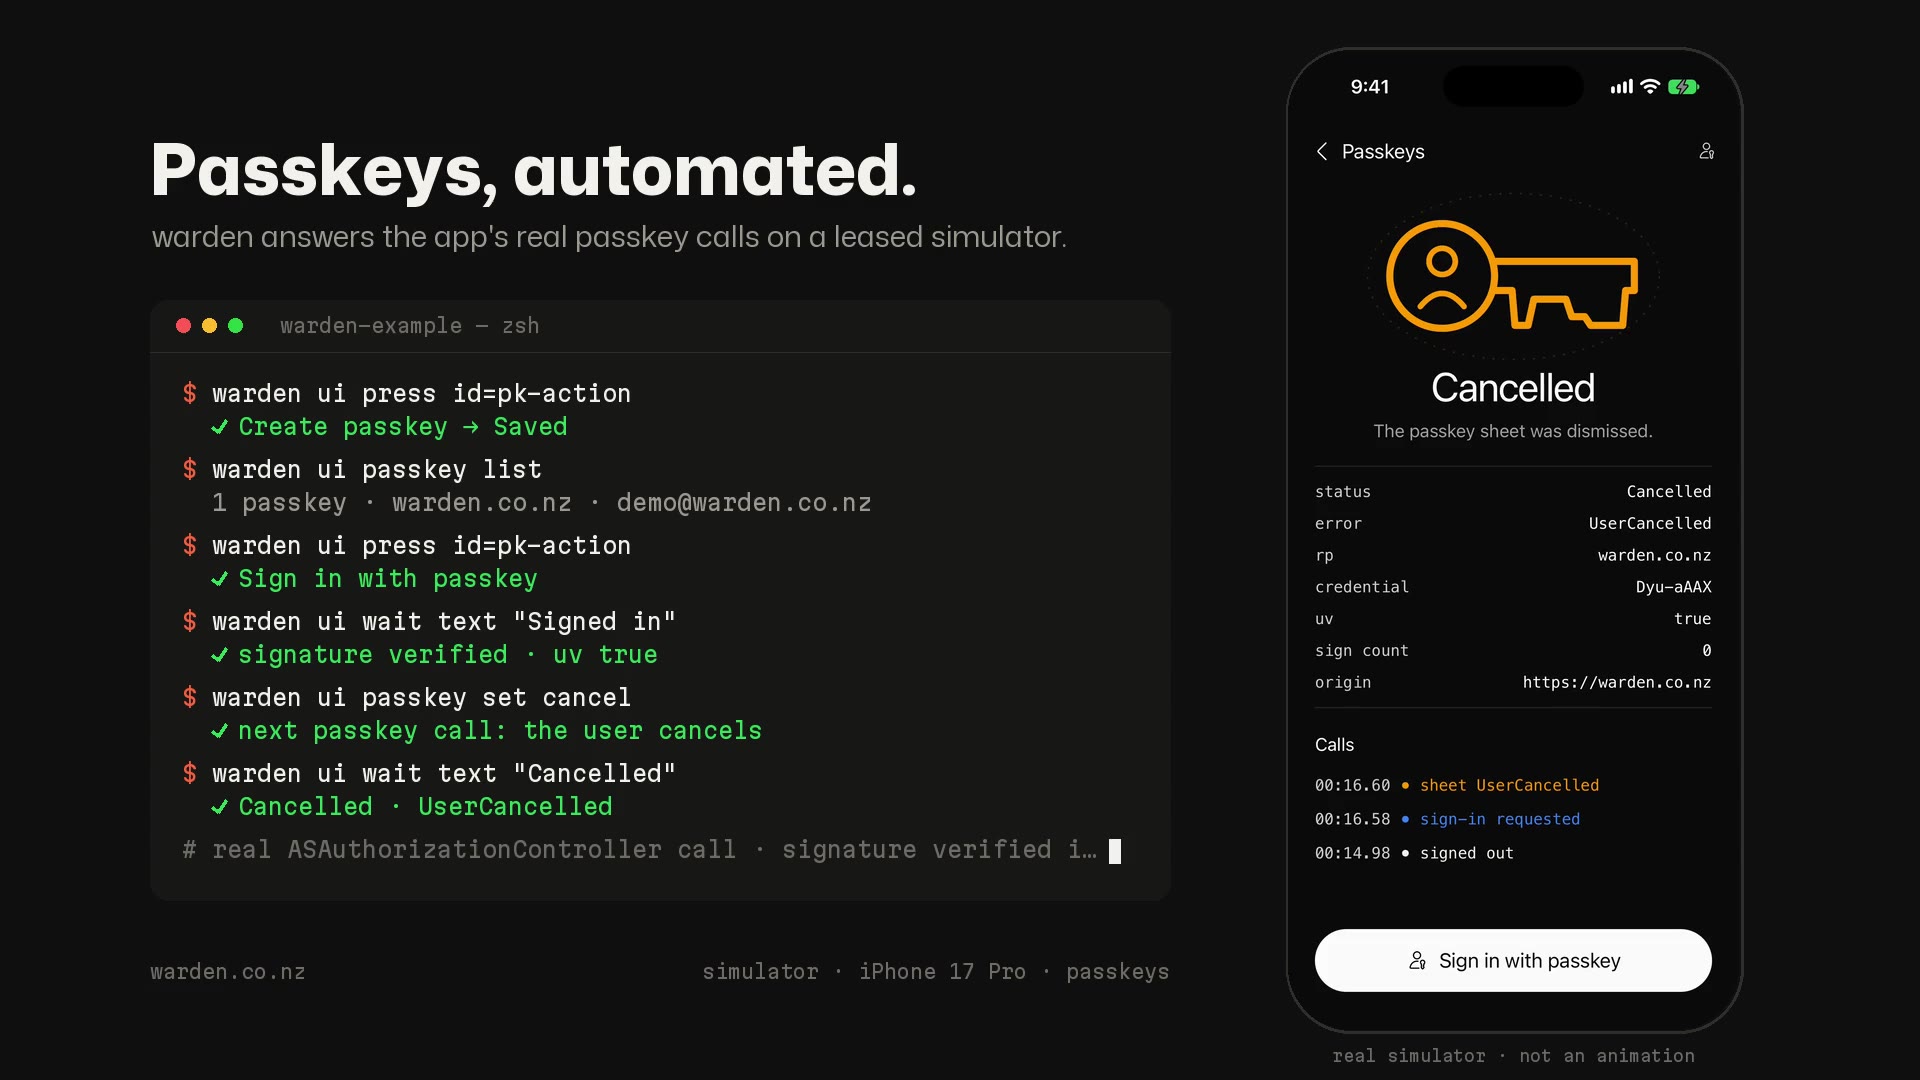 Passkeys, automated.
warden answers the app's real passkey calls on a leased simulator.
warden-example — zsh
$ warden ui press id=pk-action
✓ Create passkey → Saved
$ warden ui passkey list
1 passkey · warden.co.nz · demo@warden.co.nz
$ warden ui press id=pk-action
✓ Sign in with passkey
$ warden ui wait text "Signed in"
✓ signature verified · uv true
$ warden ui passkey set cancel
✓ next passkey call: the user cancels
$ warden ui wait text "Cancelled"
✓ Cancelled · UserCancelled
# real ASAuthorizationController call · signature verified i…
warden.co.nz
simulator · iPhone 17 Pro · passkeys
9:41
Passkeys
Cancelled
The passkey sheet was dismissed.
status Cancelled
error UserCancelled
rp warden.co.nz
credential Dyu-aAAX
uv true
sign count 0
origin https://warden.co.nz
Calls
00:16.60 • sheet UserCancelled
00:16.58 • sign-in requested
00:14.98 • signed out
Sign in with passkey
real simulator · not an animation